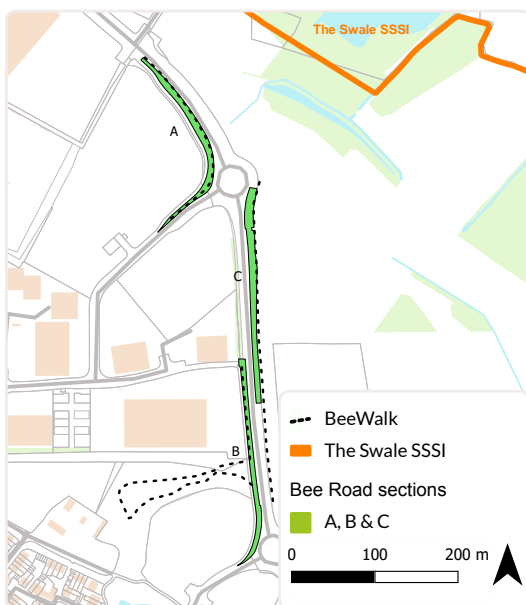 The Swale SSSI
A
C
B
BeeWalk
The Swale SSSI
Bee Road sections
A, B & C
0 100 200 m